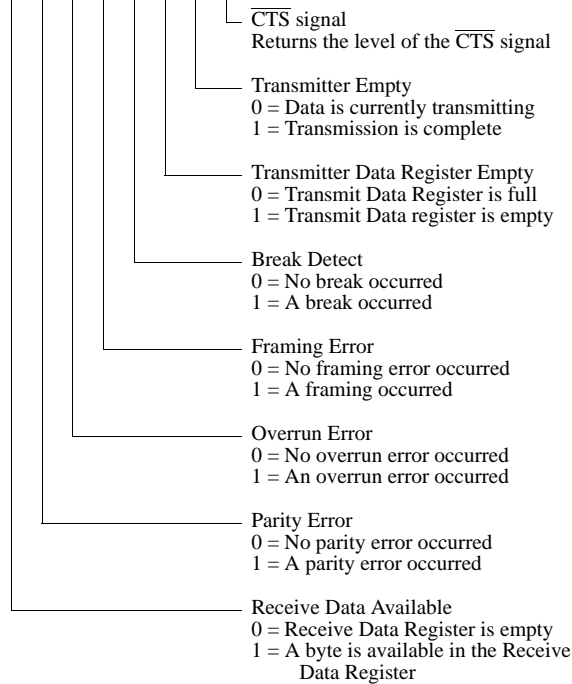 C̅T̅S̅ signal
Returns the level of the C̅T̅S̅ signal
Transmitter Empty
0 = Data is currently transmitting
1 = Transmission is complete
Transmitter Data Register Empty
0 = Transmit Data Register is full
1 = Transmit Data register is empty
Break Detect
0 = No break occurred
1 = A break occurred
Framing Error
0 = No framing error occurred
1 = A framing occurred
Overrun Error
0 = No overrun error occurred
1 = An overrun error occurred
Parity Error
0 = No parity error occurred
1 = A parity error occurred
Receive Data Available
0 = Receive Data Register is empty
1 = A byte is available in the Receive
Data Register